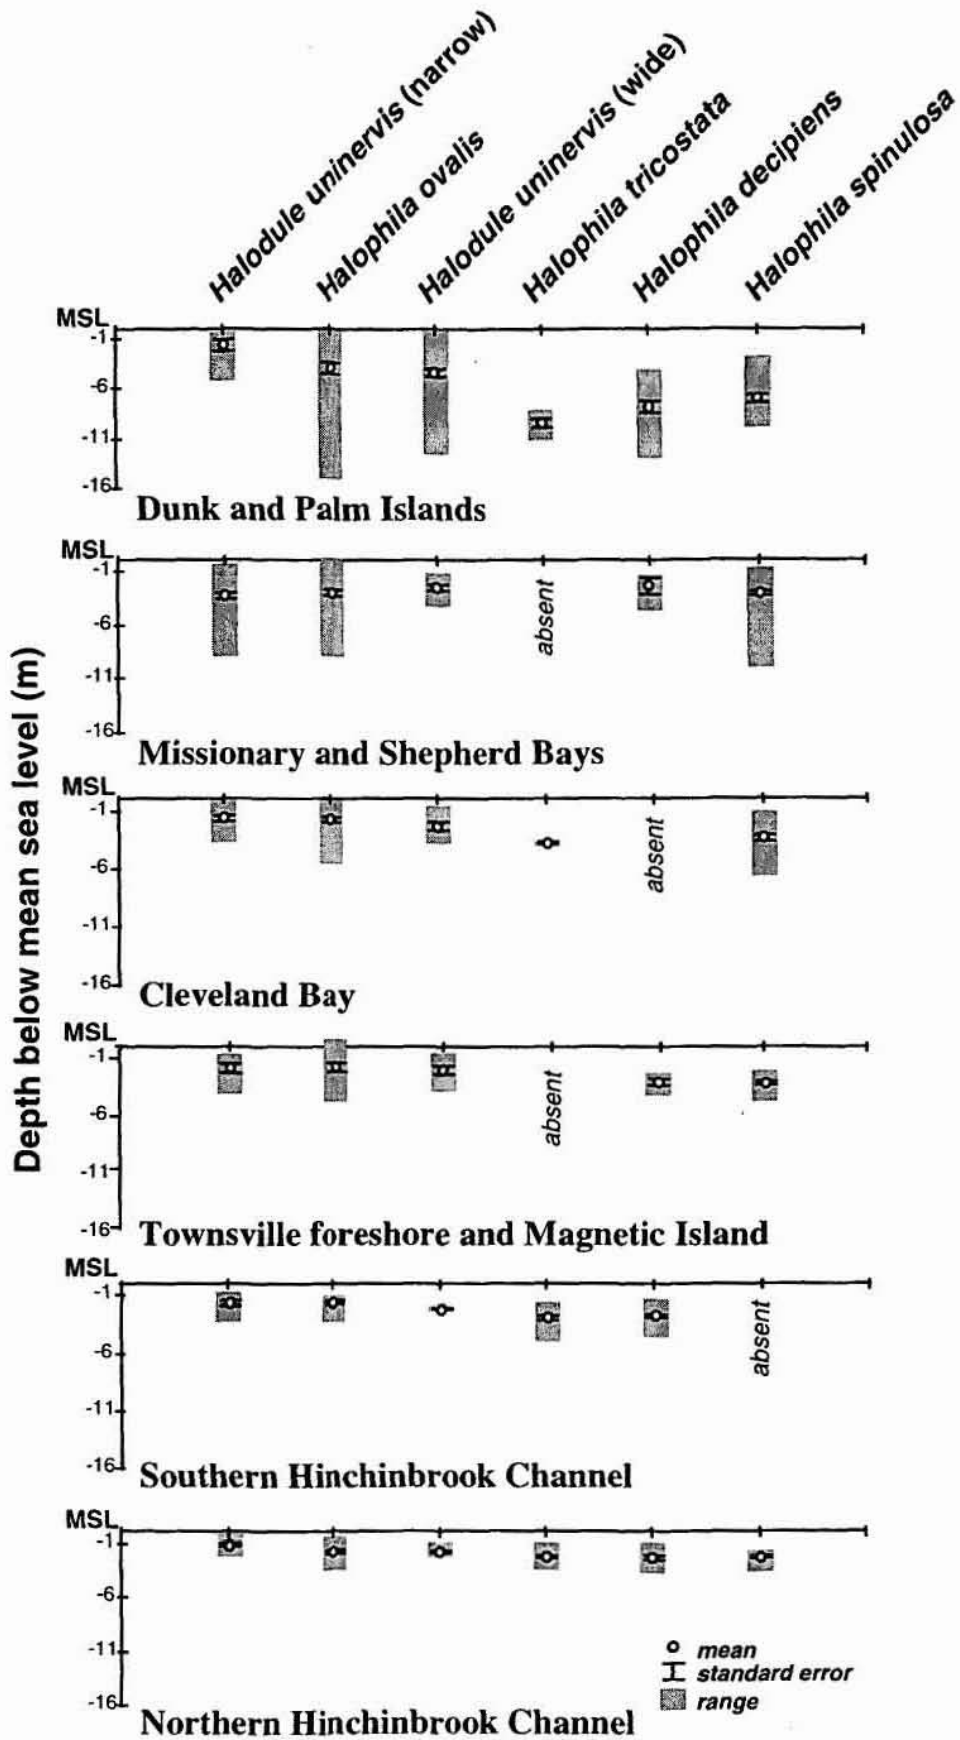 Halodule uninervis (narrow)
Halophila ovalis
Halodule uninervis (wide)
Halophila tricostata
Halophila decipiens
Halophila spinulosa
Depth below mean sea level (m)
MSL
-1
-6
-11
-16
Dunk and Palm Islands
MSL
-1
-6
-11
-16
absent
Missionary and Shepherd Bays
MSL
-1
-6
-11
-16
absent
Cleveland Bay
MSL
-1
-6
-11
-16
absent
Townsville foreshore and Magnetic Island
MSL
-1
-6
-11
-16
absent
Southern Hinchinbrook Channel
MSL
-1
-6
-11
-16
mean
standard error
range
Northern Hinchinbrook Channel